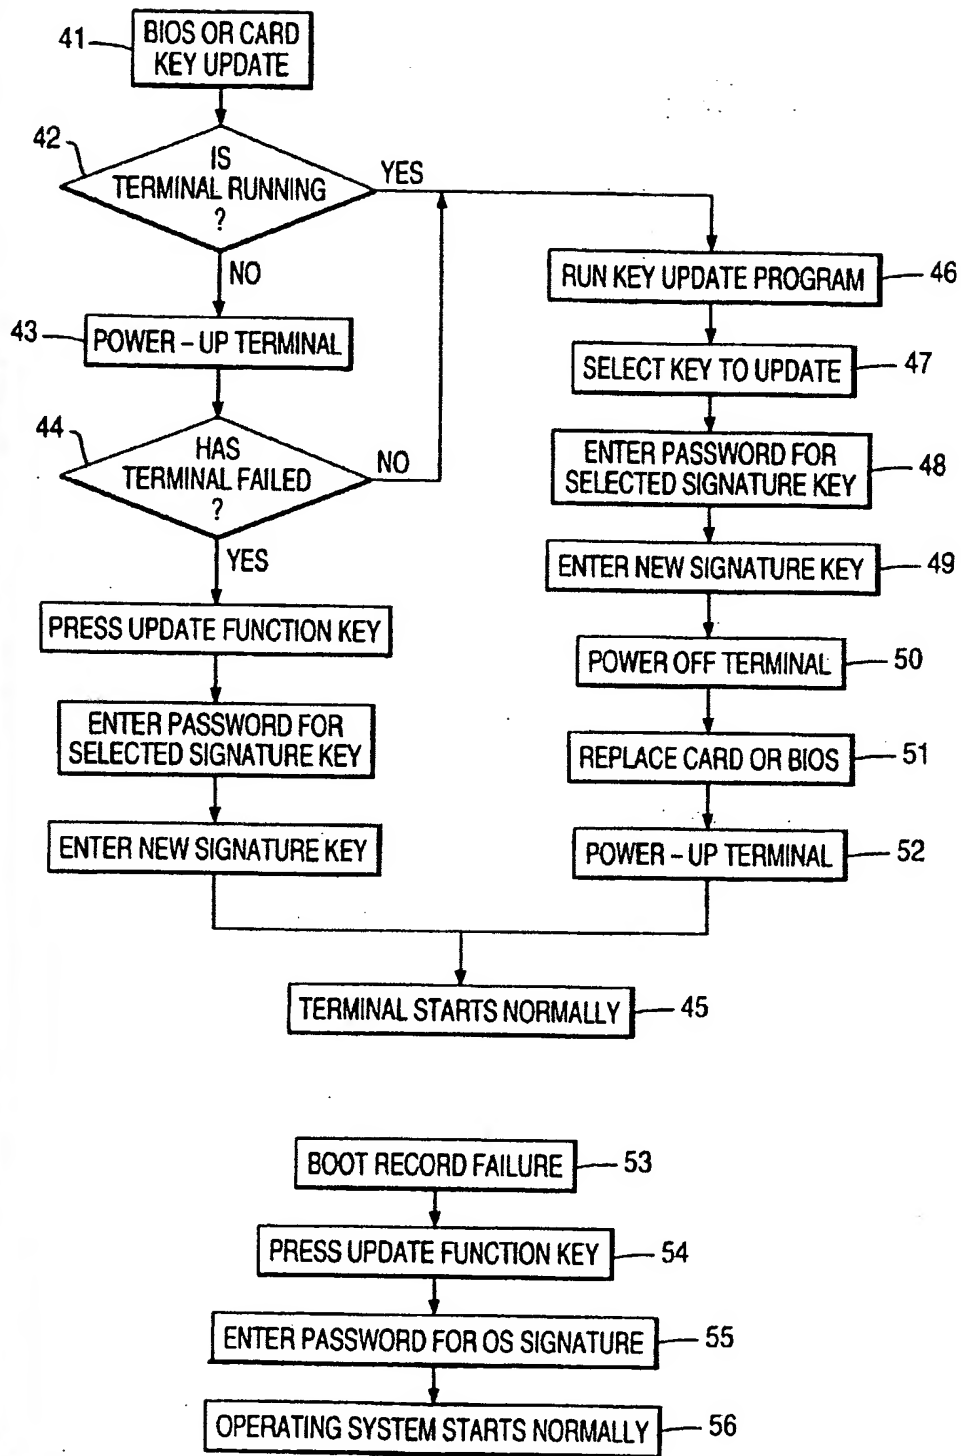 41
BIOS OR CARD
KEY UPDATE
42
IS
TERMINAL RUNNING
?
YES
NO
43
POWER – UP TERMINAL
44
HAS
TERMINAL FAILED
?
NO
YES
PRESS UPDATE FUNCTION KEY
ENTER PASSWORD FOR
SELECTED SIGNATURE KEY
ENTER NEW SIGNATURE KEY
RUN KEY UPDATE PROGRAM
46
SELECT KEY TO UPDATE
47
ENTER PASSWORD FOR
SELECTED SIGNATURE KEY
48
ENTER NEW SIGNATURE KEY
49
POWER OFF TERMINAL
50
REPLACE CARD OR BIOS
51
POWER – UP TERMINAL
52
TERMINAL STARTS NORMALLY
45
BOOT RECORD FAILURE
53
PRESS UPDATE FUNCTION KEY
54
ENTER PASSWORD FOR OS SIGNATURE
55
OPERATING SYSTEM STARTS NORMALLY
56